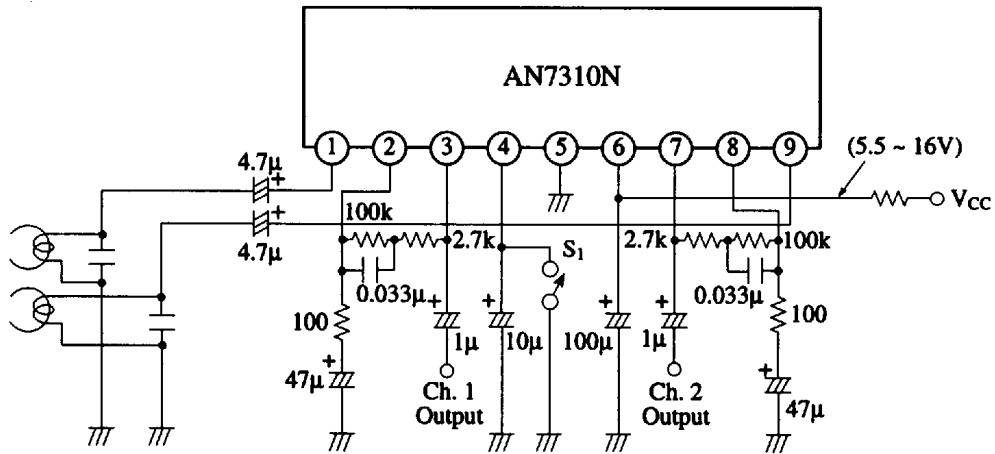 AN7310N
1 2 3 4 5 6 7 8 9
(5.5 ~ 16V)
VCC
4.7μ
+
+
4.7μ
100k
2.7k
0.033μ
100
+
47μ
+
1μ
Ch. 1
Output
+
10μ
S1
+
100μ
2.7k
+
1μ
Ch. 2
Output
100k
0.033μ
100
+
47μ